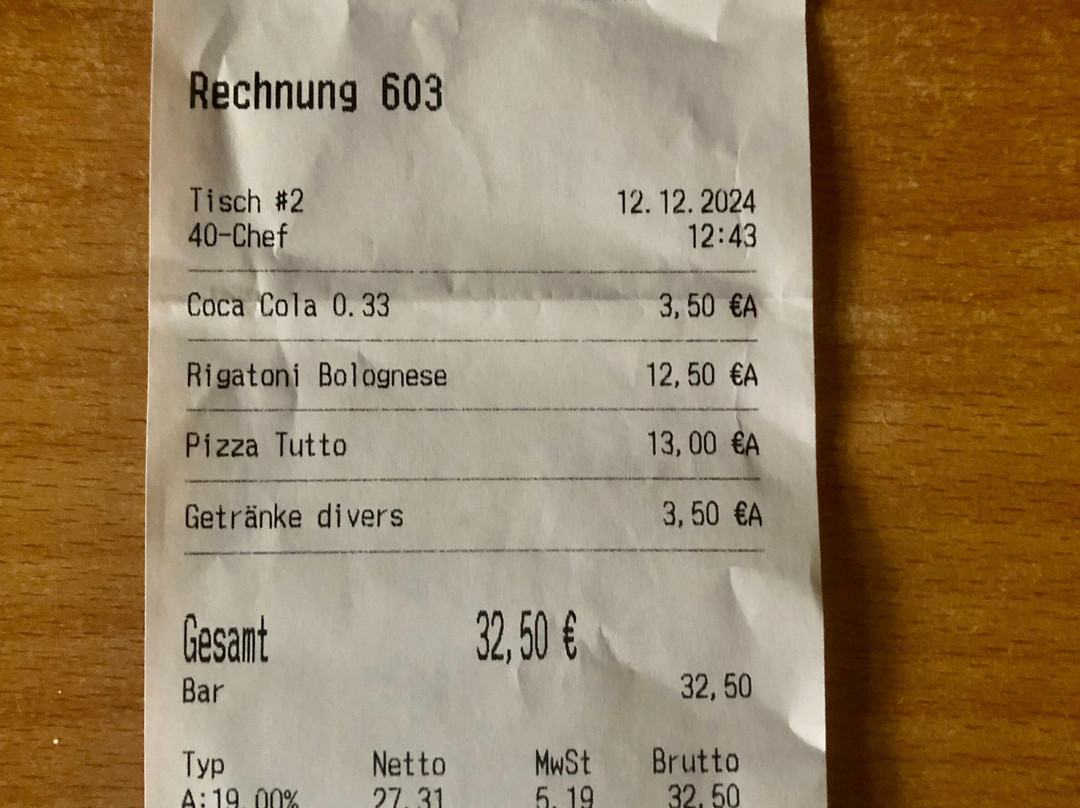 Rechnung 603
Tisch #2 12.12.2024
40-Chef 12:43
Coca Cola 0.33 3,50 €A
Rigatoni Bolognese 12,50 €A
Pizza Tutto 13,00 €A
Getränke divers 3,50 €A
Gesamt 32,50 €
Bar 32,50
Typ Netto MwSt Brutto
A:19.00% 27.31 5.19 32.50